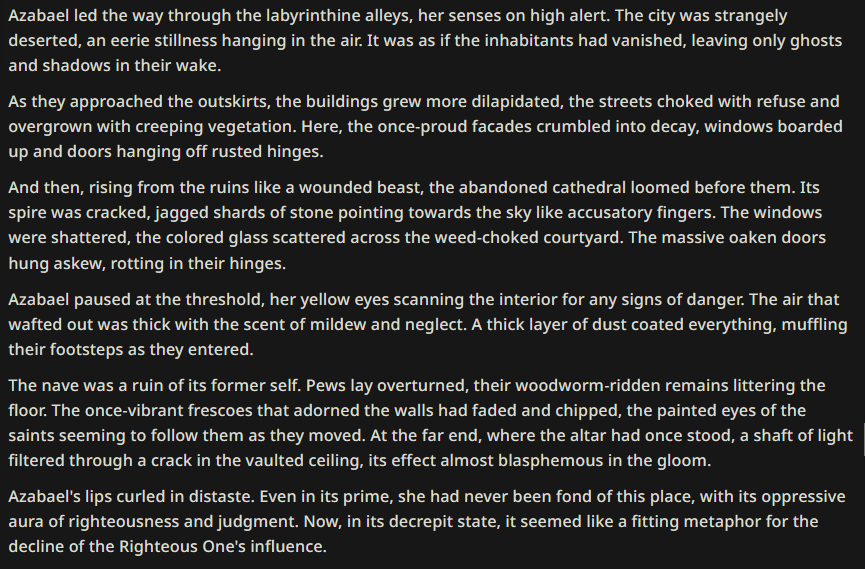 Azabael led the way through the labyrinthine alleys, her senses on high alert. The city was strangely
deserted, an eerie stillness hanging in the air. It was as if the inhabitants had vanished, leaving only ghosts
and shadows in their wake.
As they approached the outskirts, the buildings grew more dilapidated, the streets choked with refuse and
overgrown with creeping vegetation. Here, the once-proud facades crumbled into decay, windows boarded
up and doors hanging off rusted hinges.
And then, rising from the ruins like a wounded beast, the abandoned cathedral loomed before them. Its
spire was cracked, jagged shards of stone pointing towards the sky like accusatory fingers. The windows
were shattered, the colored glass scattered across the weed-choked courtyard. The massive oaken doors
hung askew, rotting in their hinges.
Azabael paused at the threshold, her yellow eyes scanning the interior for any signs of danger. The air that
wafted out was thick with the scent of mildew and neglect. A thick layer of dust coated everything, muffling
their footsteps as they entered.
The nave was a ruin of its former self. Pews lay overturned, their woodworm-ridden remains littering the
floor. The once-vibrant frescoes that adorned the walls had faded and chipped, the painted eyes of the
saints seeming to follow them as they moved. At the far end, where the altar had once stood, a shaft of light
filtered through a crack in the vaulted ceiling, its effect almost blasphemous in the gloom.
Azabael's lips curled in distaste. Even in its prime, she had never been fond of this place, with its oppressive
aura of righteousness and judgment. Now, in its decrepit state, it seemed like a fitting metaphor for the
decline of the Righteous One's influence.